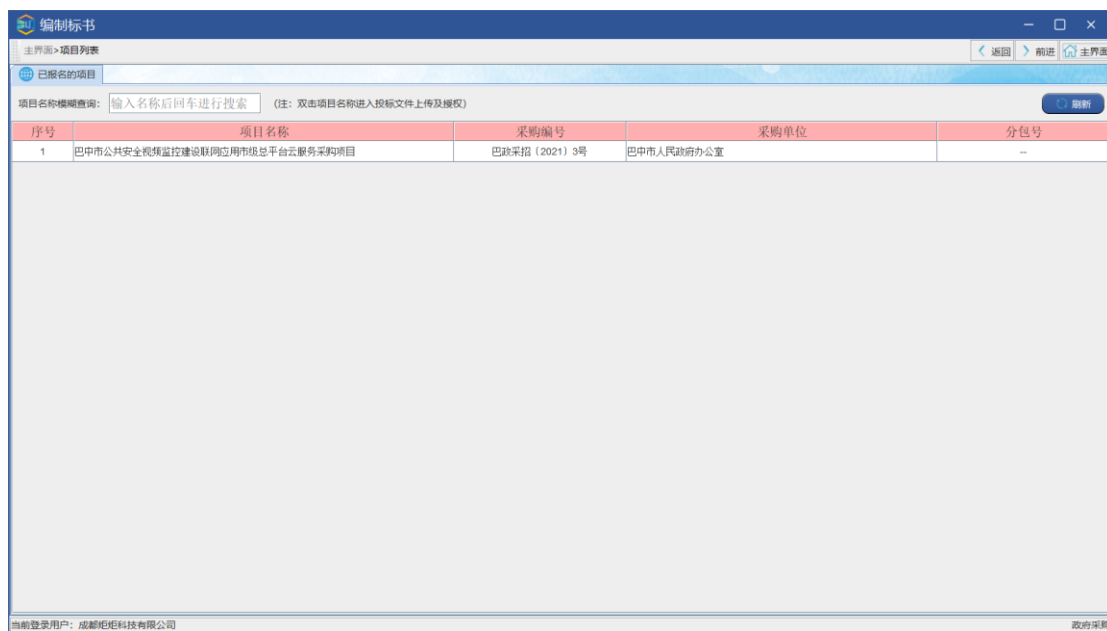 编制标书
主界面>项目列表 返回 前进 主界面
已报名的项目
项目名称模糊查询: 输入名称后回车进行搜索 (注: 双击项目名称进入投标文件上传及授权) 刷新
序号 项目名称 采购编号 采购单位 分包号
1 巴中市公共安全视频监控建设联网应用市级总平台云服务采购项目 巴政采招〔2021〕3号 巴中市人民政府办公室 --
当前登录用户: 成都炬炬科技有限公司 政府采购